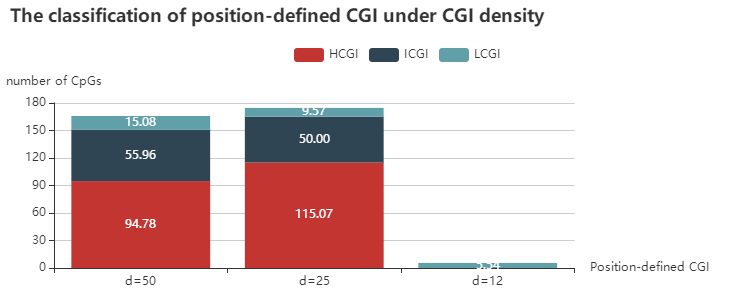 The classification of position-defined CGI under CGI density
HCGI ICGI LCGI
number of CpGs
180
150
120
90
60
30
0
15.08
55.96
94.78
9.57
50.00
115.07
5.54
d=50 d=25 d=12
Position-defined CGI